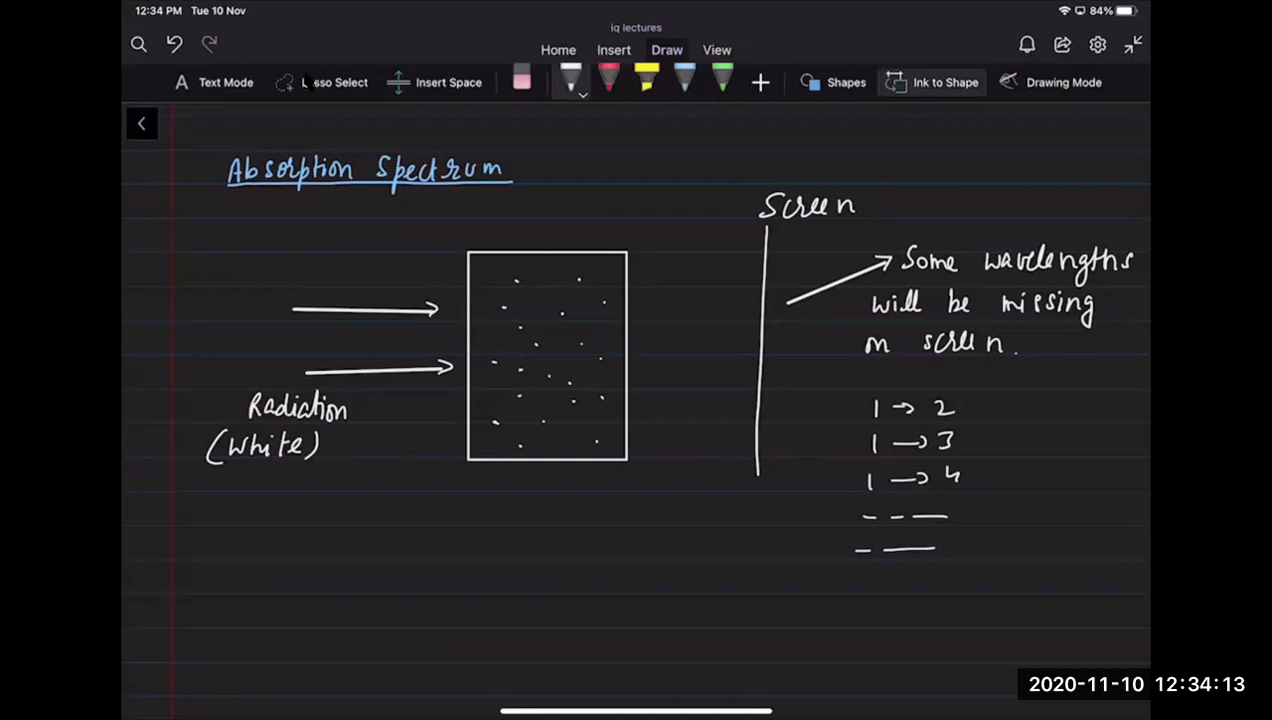 12:34 PM Tue 10 Nov
84%
iq lectures
Home Insert Draw View
Text Mode Lasso Select Insert Space Shapes Ink to Shape Drawing Mode
Absorption Spectrum
Screen
Some wavelengths
will be missing
on screen.
Radiation
(White)
1 → 2
1 → 3
1 → 4
2020-11-10 12:34:13